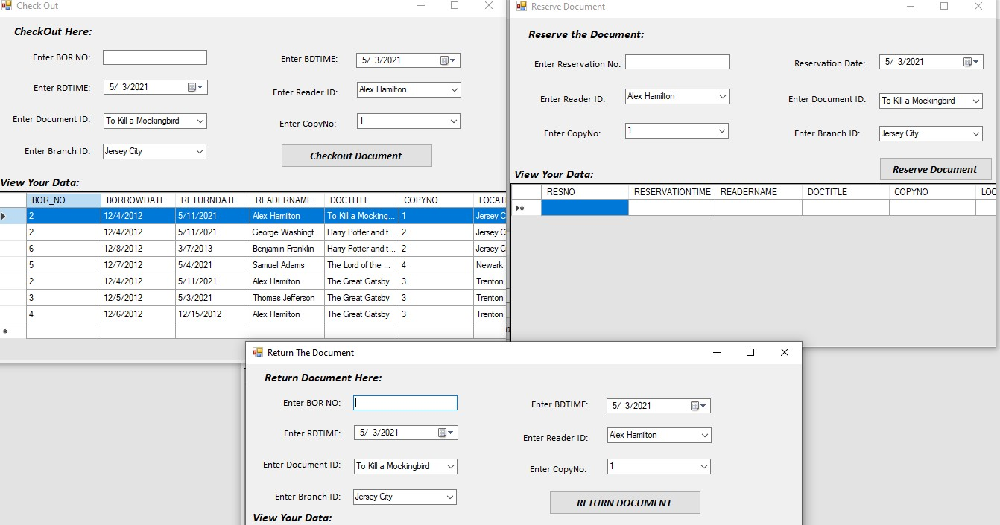 Check Out
CheckOut Here:
Enter BOR NO:
Enter BDTIME: 5/ 3/2021
Enter RDTIME: 5/ 3/2021
Enter Reader ID: Alex Hamilton
Enter Document ID: To Kill a Mockingbird
Enter CopyNo: 1
Enter Branch ID: Jersey City
Checkout Document
View Your Data:
BOR_NO BORROWDATE RETURNDATE READERNAME DOCTITLE COPYNO LOCAT
2 12/4/2012 5/11/2021 Alex Hamilton To Kill a Mocking... 1 Jersey C
2 12/4/2012 5/11/2021 George Washingt... Harry Potter and t... 2 Jersey C
6 12/8/2012 3/7/2013 Benjamin Franklin Harry Potter and t... 2 Jersey C
5 12/7/2012 5/4/2021 Samuel Adams The Lord of the ... 4 Newark
2 12/4/2012 5/11/2021 Alex Hamilton The Great Gatsby 3 Trenton
3 12/5/2012 5/3/2021 Thomas Jefferson The Great Gatsby 3 Trenton
4 12/6/2012 12/15/2012 Alex Hamilton The Great Gatsby 3 Trenton
Reserve Document
Reserve the Document:
Enter Reservation No:
Reservation Date: 5/ 3/2021
Enter Reader ID: Alex Hamilton
Enter Document ID: To Kill a Mockingbird
Enter CopyNo: 1
Enter Branch ID: Jersey City
Reserve Document
View Your Data:
RESNO RESERVATIONTIME READERNAME DOCTITLE COPYNO LOC
Return The Document
Return Document Here:
Enter BOR NO:
Enter BDTIME: 5/ 3/2021
Enter RDTIME: 5/ 3/2021
Enter Reader ID: Alex Hamilton
Enter Document ID: To Kill a Mockingbird
Enter CopyNo: 1
Enter Branch ID: Jersey City
RETURN DOCUMENT
View Your Data: